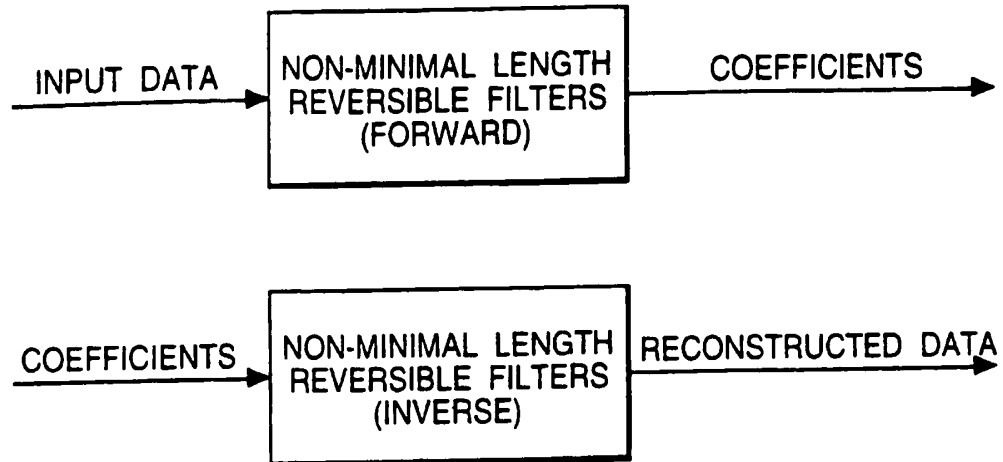 INPUT DATA
NON-MINIMAL LENGTH
REVERSIBLE FILTERS
(FORWARD)
COEFFICIENTS
COEFFICIENTS
NON-MINIMAL LENGTH
REVERSIBLE FILTERS
(INVERSE)
RECONSTRUCTED DATA